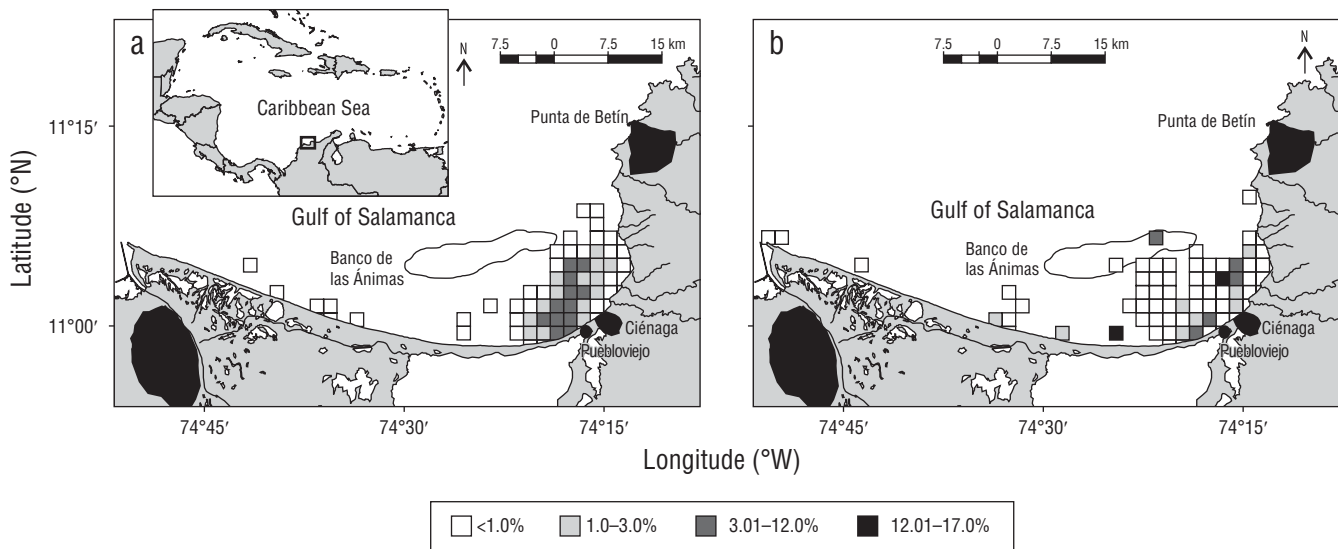 a
Caribbean Sea
7.5 0 7.5 15 km
N
Punta de Betín
Gulf of Salamanca
Banco de
las Ánimas
Ciénaga
Puebloviejo
b
7.5 0 7.5 15 km
N
Punta de Betín
Gulf of Salamanca
Banco de
las Ánimas
Ciénaga
Puebloviejo
11°15′
11°00′
Latitude (°N)
74°45′ 74°30′ 74°15′
74°45′ 74°30′ 74°15′
Longitude (°W)
<1.0% 1.0–3.0% 3.01–12.0% 12.01–17.0%